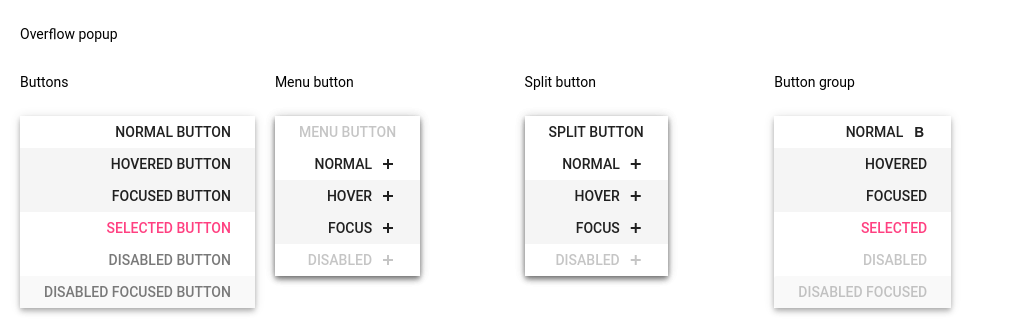 Overflow popup
Buttons
NORMAL BUTTON
HOVERED BUTTON
FOCUSED BUTTON
SELECTED BUTTON
DISABLED BUTTON
DISABLED FOCUSED BUTTON
Menu button
MENU BUTTON
NORMAL +
HOVER +
FOCUS +
DISABLED +
Split button
SPLIT BUTTON
NORMAL +
HOVER +
FOCUS +
DISABLED +
Button group
NORMAL B
HOVERED
FOCUSED
SELECTED
DISABLED
DISABLED FOCUSED